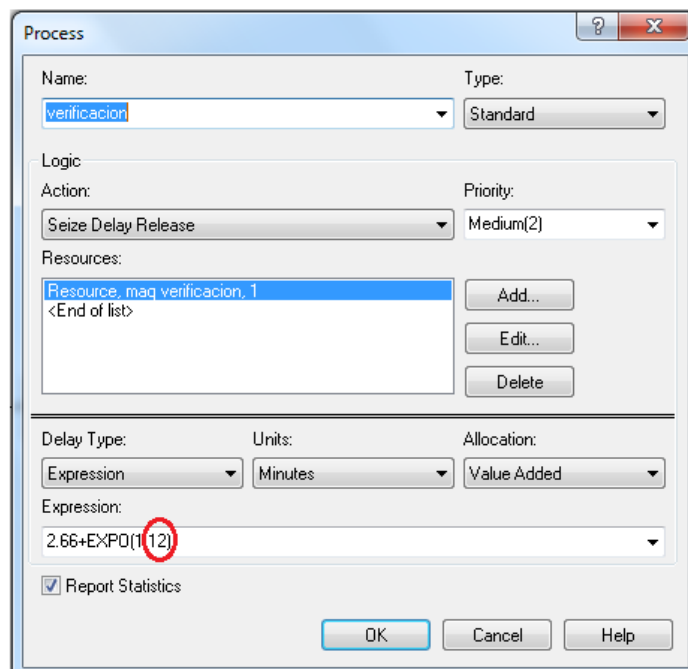 Process
Name:
Type:
verificacion
Standard
Logic
Action:
Priority:
Seize Delay Release
Medium(2)
Resources:
Resource, maq verificacion, 1
<End of list>
Add...
Edit...
Delete
Delay Type:
Units:
Allocation:
Expression
Minutes
Value Added
Expression:
2.66+EXPO(1 12)
Report Statistics
OK
Cancel
Help